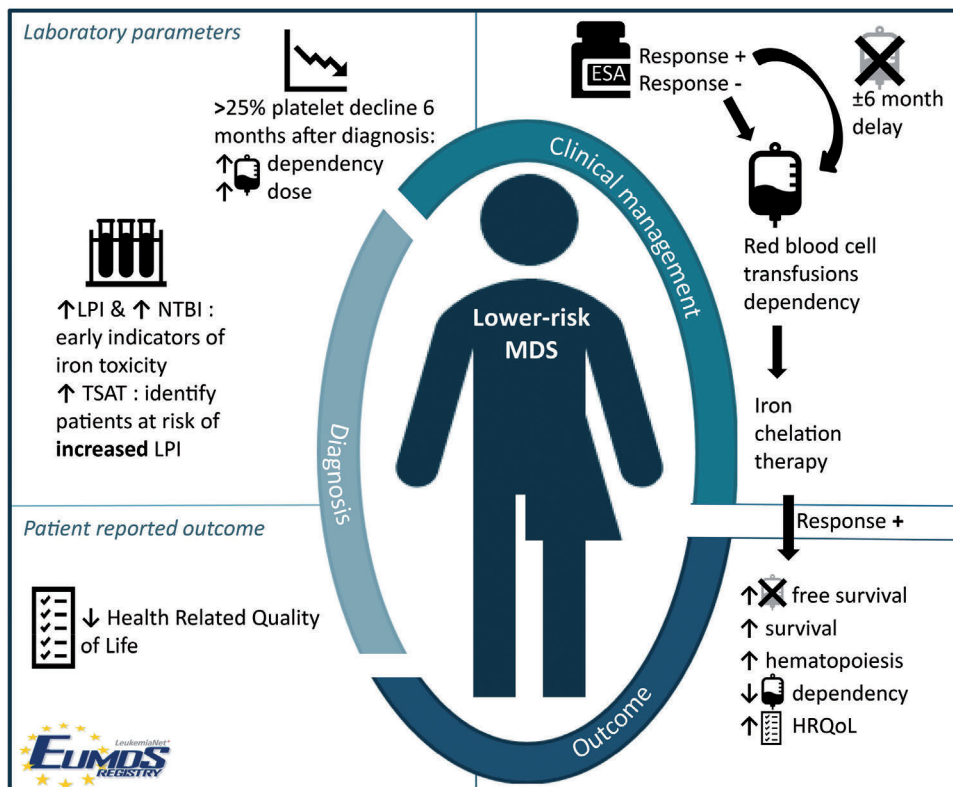 Laboratory parameters
>25% platelet decline 6
months after diagnosis:
↑ dependency
↑ dose
↑LPI & ↑ NTBI :
early indicators of
iron toxicity
↑ TSAT : identify
patients at risk of
increased LPI
ESA
Response +
Response -
±6 month
delay
Red blood cell
transfusions
dependency
Iron
chelation
therapy
Response +
↑ free survival
↑ survival
↑ hematopoiesis
↓ dependency
↑ HRQoL
Clinical management
Diagnosis
Outcome
Lower-risk
MDS
Patient reported outcome
↓ Health Related Quality
of Life
LeukemiaNet®
EUMDS
REGISTRY